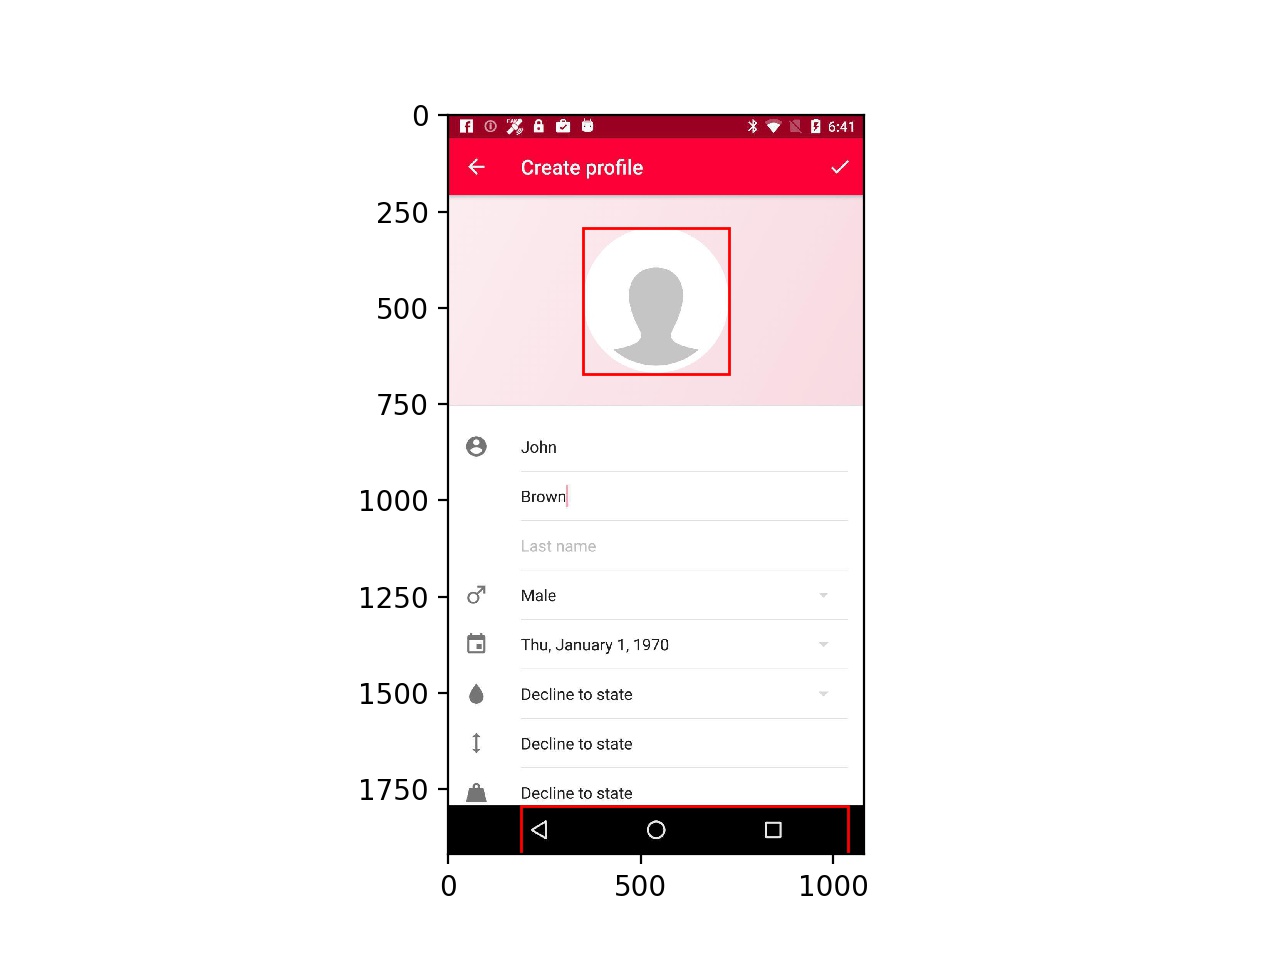 6:41
Create profile
John
Brown
Last name
Male
Thu, January 1, 1970
Decline to state
Decline to state
Decline to state
0
250
500
750
1000
1250
1500
1750
0 500 1000